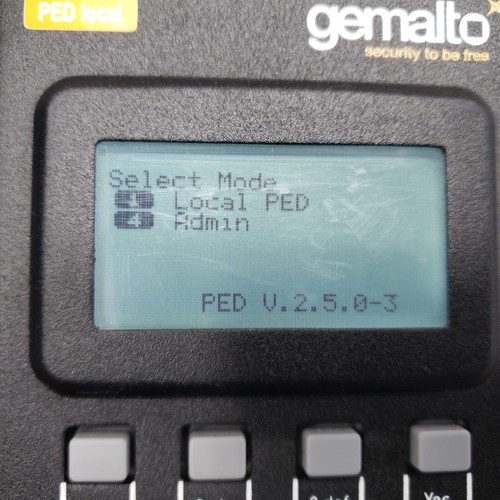 PED local
gemalto
security to be free
Select Mode
1 Local PED
4 Admin
PED V.2.5.0-3
Yes